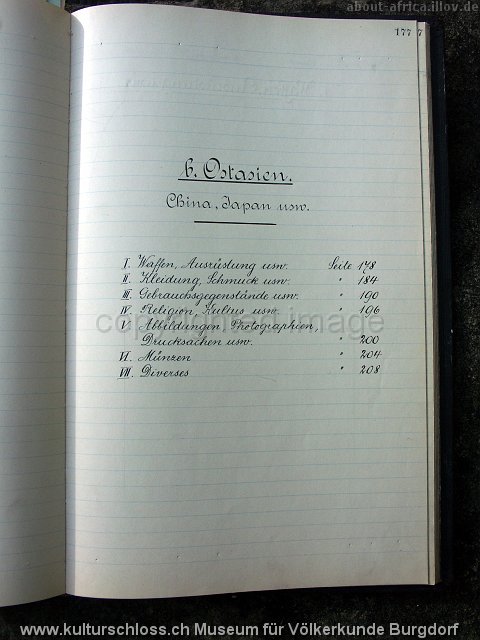 about-africa.illov.de
177 7
b. Ostasien.
China, Japan usw.
I. Waffen, Ausrüstung usw. Seite 178
II. Kleidung, Schmuck usw. " 184
III. Gebrauchsgegenstände usw. " 190
IV. Religion, Kultus usw. " 196
copyrighted image
V. Abbildungen, Photographien,
Drucksachen usw. " 200
VI. Münzen " 204
VII. Diverses " 208
www.kulturschloss.ch Museum für Völkerkunde Burgdorf